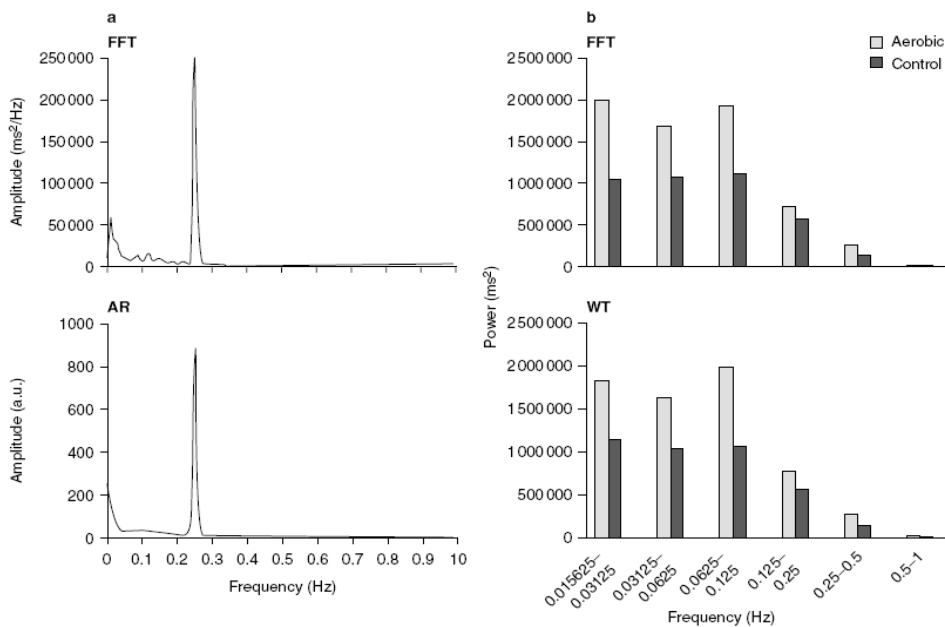 a
FFT
250 000
200 000
150 000
100 000
50 000
0
Amplitude (ms²/Hz)
AR
1000
800
600
400
200
0
Amplitude (a.u.)
0 0.1 0.2 0.3 0.4 0.5 0.6 0.7 0.8 0.9 1.0
Frequency (Hz)
b
FFT
Aerobic
Control
2 500 000
2 000 000
1 500 000
1 000 000
500 000
0
Power (ms²)
WT
2 500 000
2 000 000
1 500 000
1 000 000
500 000
0
0.015625–
0.03125
0.03125–
0.0625
0.0625–
0.125
0.125–
0.25
0.25–0.5
0.5–1
Frequency (Hz)